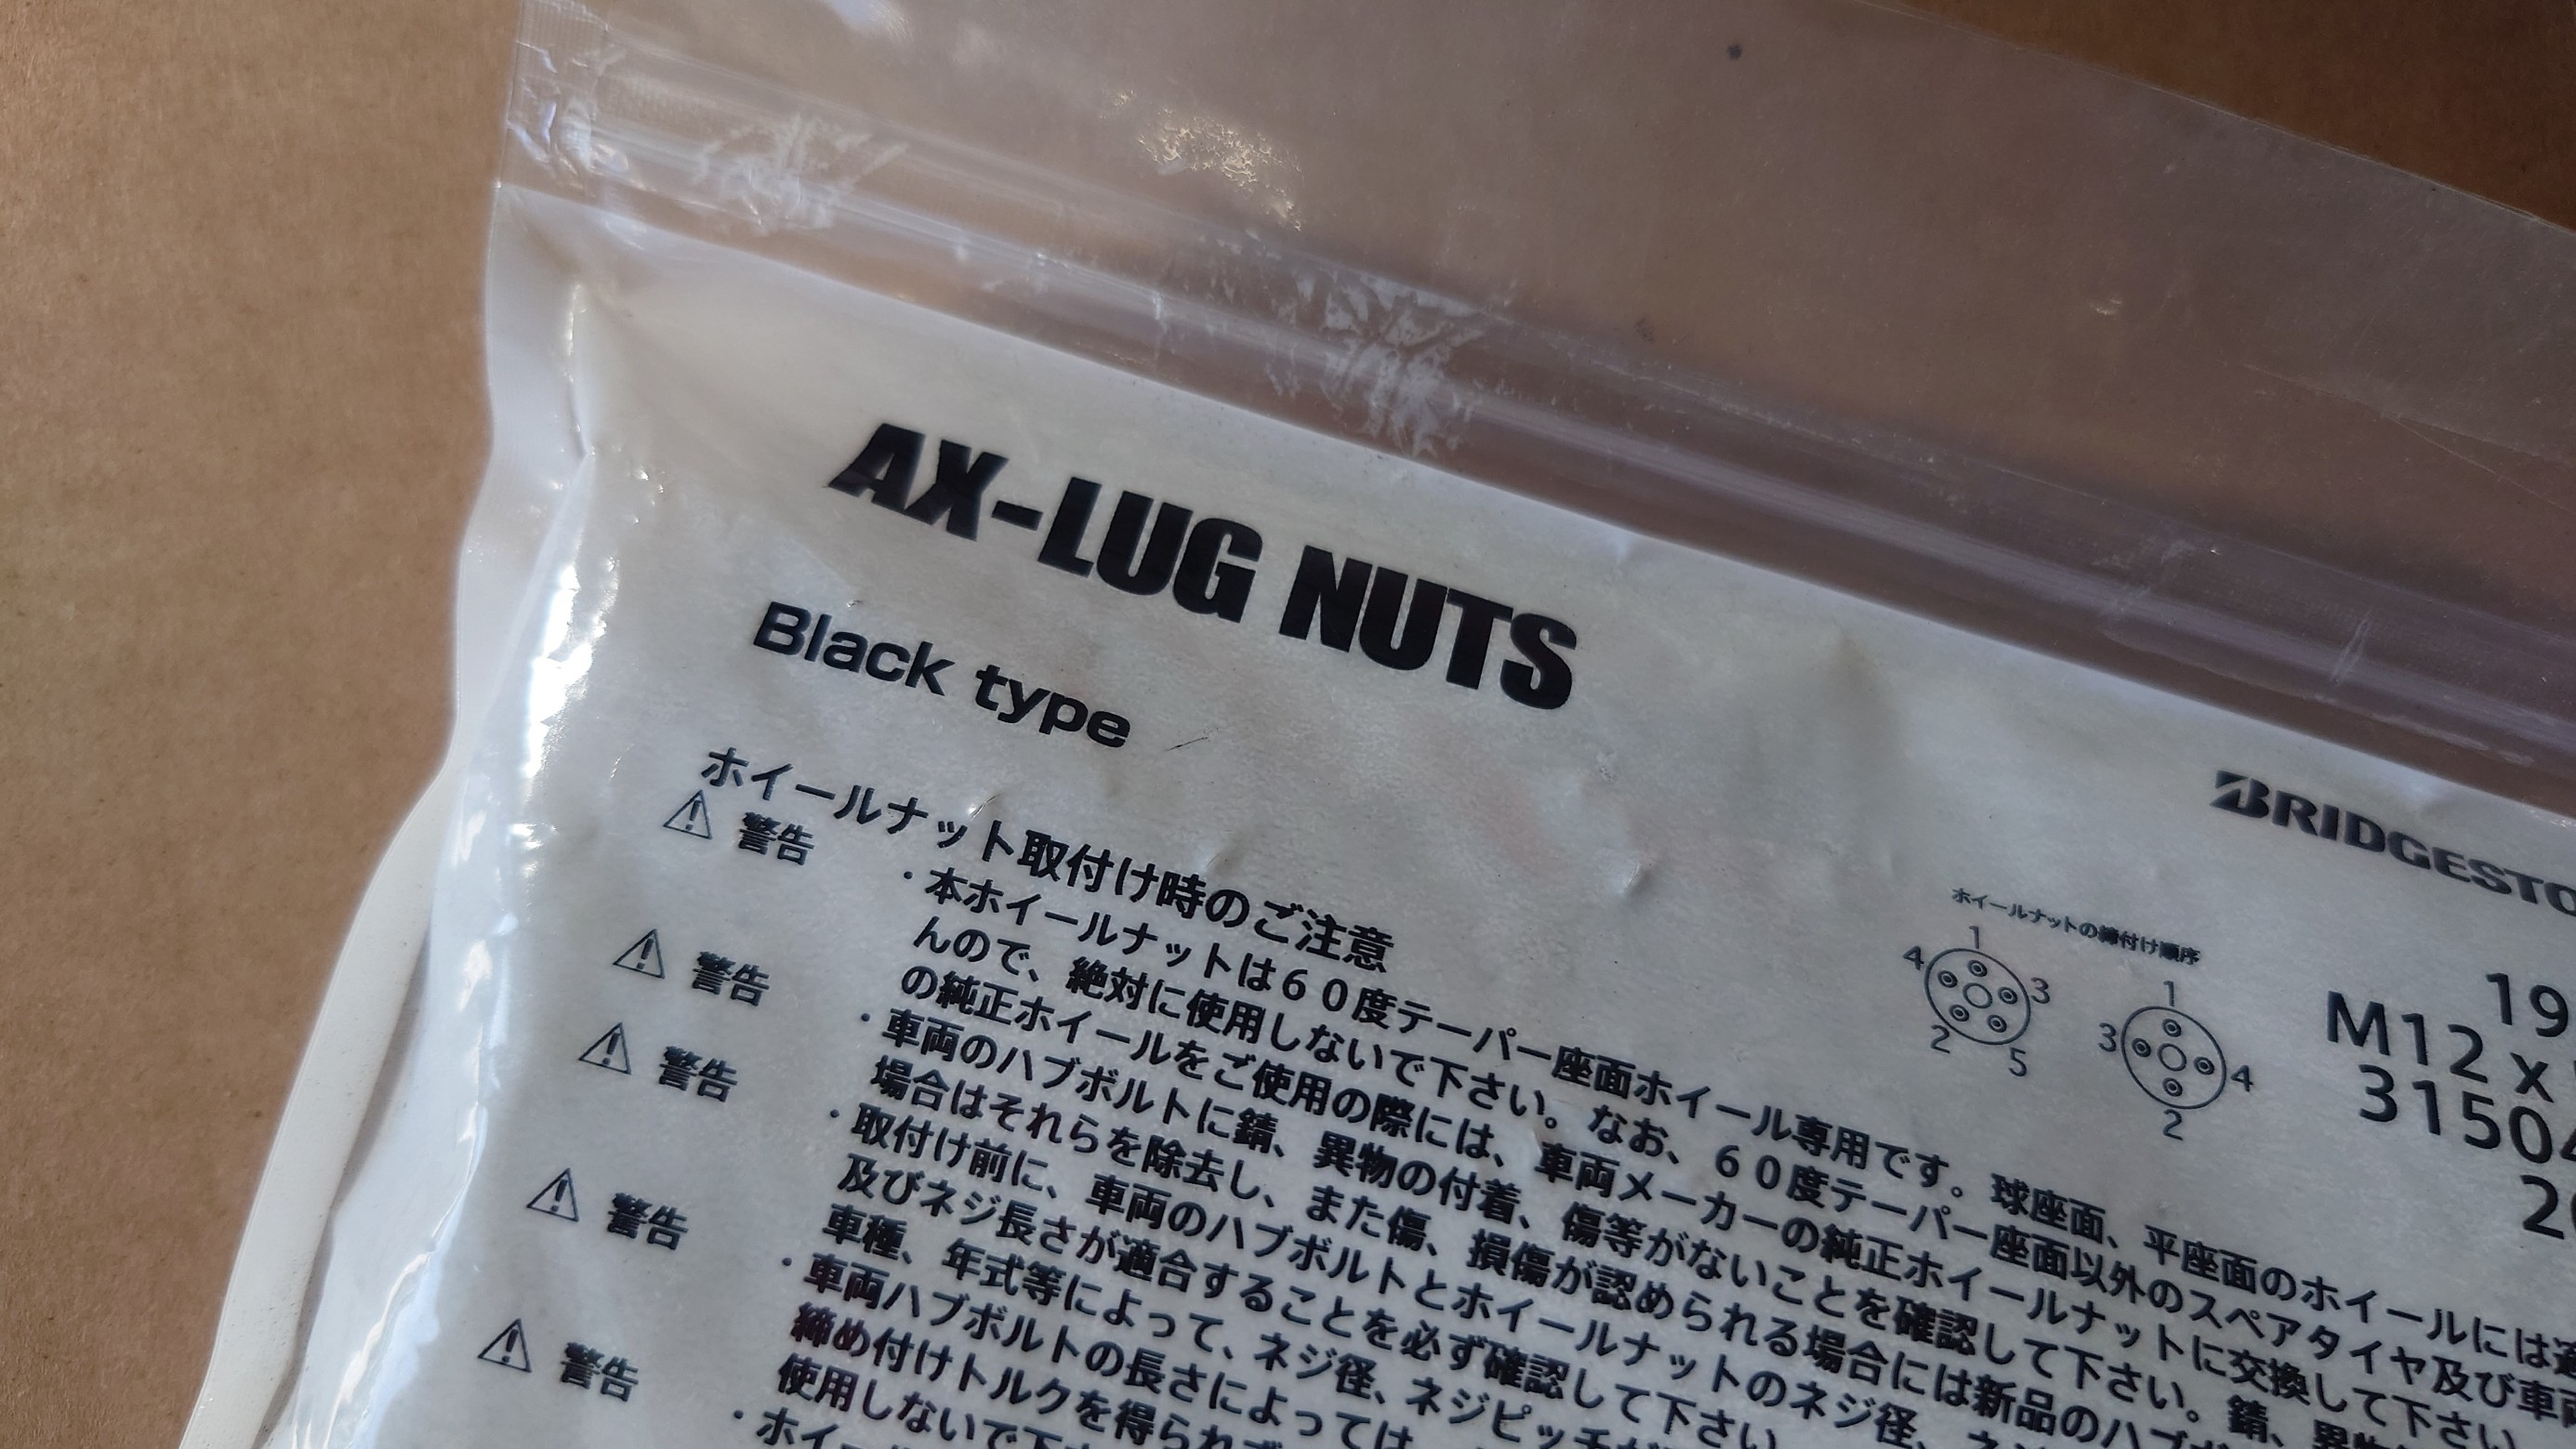 AX-LUG NUTS
Black type
BRIDGESTO
ホイールナット取付け時のご注意
ホイールナットの締付け順序
1
4
3
2
5
1
3
4
2
19
M12 x
3150
2
警告
・本ホイールナットは60度テーパー座面ホイール専用です。球座面、平座面のホイールには
んので、絶対に使用しないで下さい。なお、60度テーパー座面以外のスペアタイヤ及び車両
の純正ホイールをご使用の際には、車両メーカーの純正ホイールナットに交換して下さい。
警告
・車両のハブボルトに錆、異物の付着、傷等がないことを確認して下さい。錆、異物
場合はそれらを除去し、また傷、損傷が認められる場合には新品のハブボ
警告
・取付け前に、車両のハブボルトとホイールナットのネジ径、ネジ
及びネジ長さが適合することを必ず確認して下さい
車種、年式等によって、ネジ径、ネジピッチが
警告
・車両ハブボルトの長さによっては
締め付けトルクを得られ
使用しないで下
警告
・ホイー